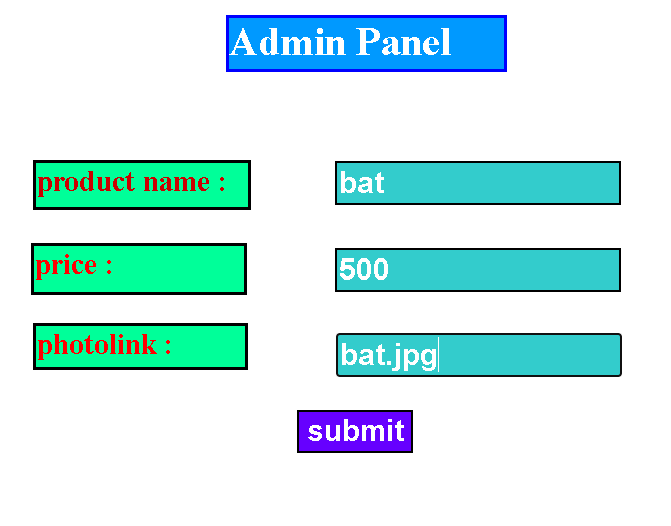 Admin Panel
product name : bat
price : 500
photolink : bat.jpg
submit